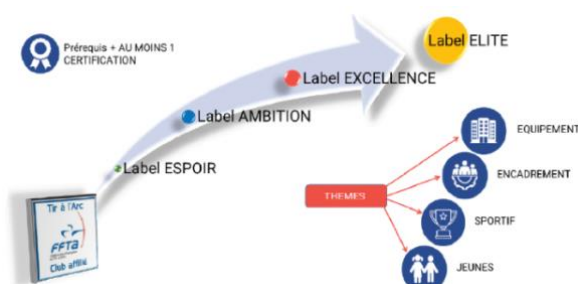 Prérequis + AU MOINS 1
CERTIFICATION
Label ELITE
Label EXCELLENCE
Label AMBITION
Label ESPOIR
Tir à l'Arc
FFTA
Club affilié
THEMES
EQUIPEMENT
ENCADREMENT
SPORTIF
JEUNES